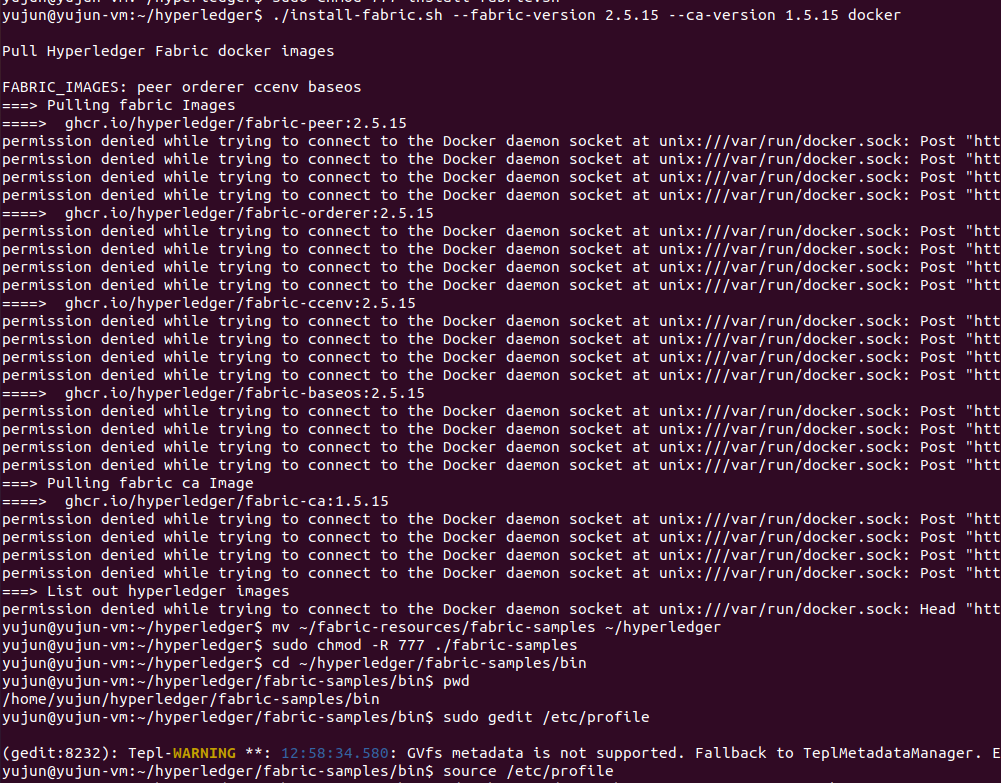 yujun@yujun-vm:~/hyperledger$ sudo chmod 777 install-fabric.sh
yujun@yujun-vm:~/hyperledger$ ./install-fabric.sh --fabric-version 2.5.15 --ca-version 1.5.15 docker
Pull Hyperledger Fabric docker images
FABRIC_IMAGES: peer orderer ccenv baseos
===> Pulling fabric Images
====>  ghcr.io/hyperledger/fabric-peer:2.5.15
permission denied while trying to connect to the Docker daemon socket at unix:///var/run/docker.sock: Post "htt
permission denied while trying to connect to the Docker daemon socket at unix:///var/run/docker.sock: Post "htt
permission denied while trying to connect to the Docker daemon socket at unix:///var/run/docker.sock: Post "htt
permission denied while trying to connect to the Docker daemon socket at unix:///var/run/docker.sock: Post "htt
====>  ghcr.io/hyperledger/fabric-orderer:2.5.15
permission denied while trying to connect to the Docker daemon socket at unix:///var/run/docker.sock: Post "htt
permission denied while trying to connect to the Docker daemon socket at unix:///var/run/docker.sock: Post "htt
permission denied while trying to connect to the Docker daemon socket at unix:///var/run/docker.sock: Post "htt
permission denied while trying to connect to the Docker daemon socket at unix:///var/run/docker.sock: Post "htt
====>  ghcr.io/hyperledger/fabric-ccenv:2.5.15
permission denied while trying to connect to the Docker daemon socket at unix:///var/run/docker.sock: Post "htt
permission denied while trying to connect to the Docker daemon socket at unix:///var/run/docker.sock: Post "htt
permission denied while trying to connect to the Docker daemon socket at unix:///var/run/docker.sock: Post "htt
permission denied while trying to connect to the Docker daemon socket at unix:///var/run/docker.sock: Post "htt
====>  ghcr.io/hyperledger/fabric-baseos:2.5.15
permission denied while trying to connect to the Docker daemon socket at unix:///var/run/docker.sock: Post "htt
permission denied while trying to connect to the Docker daemon socket at unix:///var/run/docker.sock: Post "htt
permission denied while trying to connect to the Docker daemon socket at unix:///var/run/docker.sock: Post "htt
permission denied while trying to connect to the Docker daemon socket at unix:///var/run/docker.sock: Post "htt
===> Pulling fabric ca Image
====>  ghcr.io/hyperledger/fabric-ca:1.5.15
permission denied while trying to connect to the Docker daemon socket at unix:///var/run/docker.sock: Post "htt
permission denied while trying to connect to the Docker daemon socket at unix:///var/run/docker.sock: Post "htt
permission denied while trying to connect to the Docker daemon socket at unix:///var/run/docker.sock: Post "htt
permission denied while trying to connect to the Docker daemon socket at unix:///var/run/docker.sock: Post "htt
===> List out hyperledger images
permission denied while trying to connect to the Docker daemon socket at unix:///var/run/docker.sock: Head "htt
yujun@yujun-vm:~/hyperledger$ mv ~/fabric-resources/fabric-samples ~/hyperledger
yujun@yujun-vm:~/hyperledger$ sudo chmod -R 777 ./fabric-samples
yujun@yujun-vm:~/hyperledger$ cd ~/hyperledger/fabric-samples/bin
yujun@yujun-vm:~/hyperledger/fabric-samples/bin$ pwd
/home/yujun/hyperledger/fabric-samples/bin
yujun@yujun-vm:~/hyperledger/fabric-samples/bin$ sudo gedit /etc/profile
(gedit:8232): Tepl-WARNING **: 12:58:34.580: GVfs metadata is not supported. Fallback to TeplMetadataManager. E
yujun@yujun-vm:~/hyperledger/fabric-samples/bin$ source /etc/profile